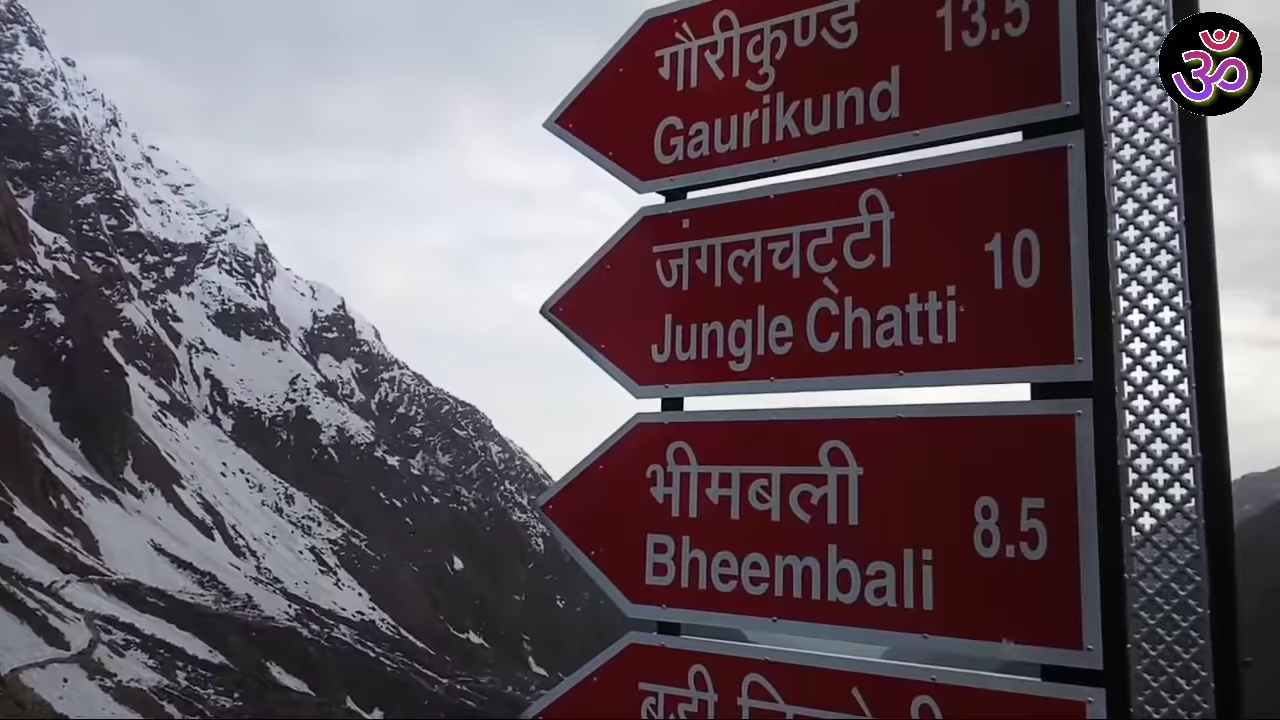 गौरीकुण्ड 13.5
Gaurikund
जंगलचट्टी 10
Jungle Chatti
भीमबली 8.5
Bheembali
ॐ